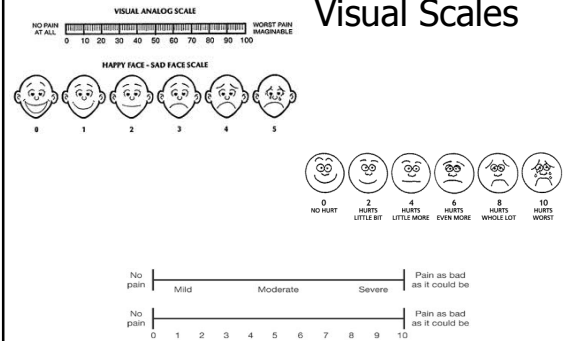 Visual Scales
VISUAL ANALOG SCALE
NO PAIN
AT ALL
WORST PAIN
IMAGINABLE
0 10 20 30 40 50 60 70 80 90 100
HAPPY FACE - SAD FACE SCALE
0 1 2 3 4 5
0 2 4 6 8 10
NO HURT HURTS HURTS HURTS HURTS HURTS
LITTLE BIT LITTLE MORE EVEN MORE WHOLE LOT WORST
No
pain
Mild Moderate Severe
Pain as bad
as it could be
No
pain
Pain as bad
as it could be
0 1 2 3 4 5 6 7 8 9 10